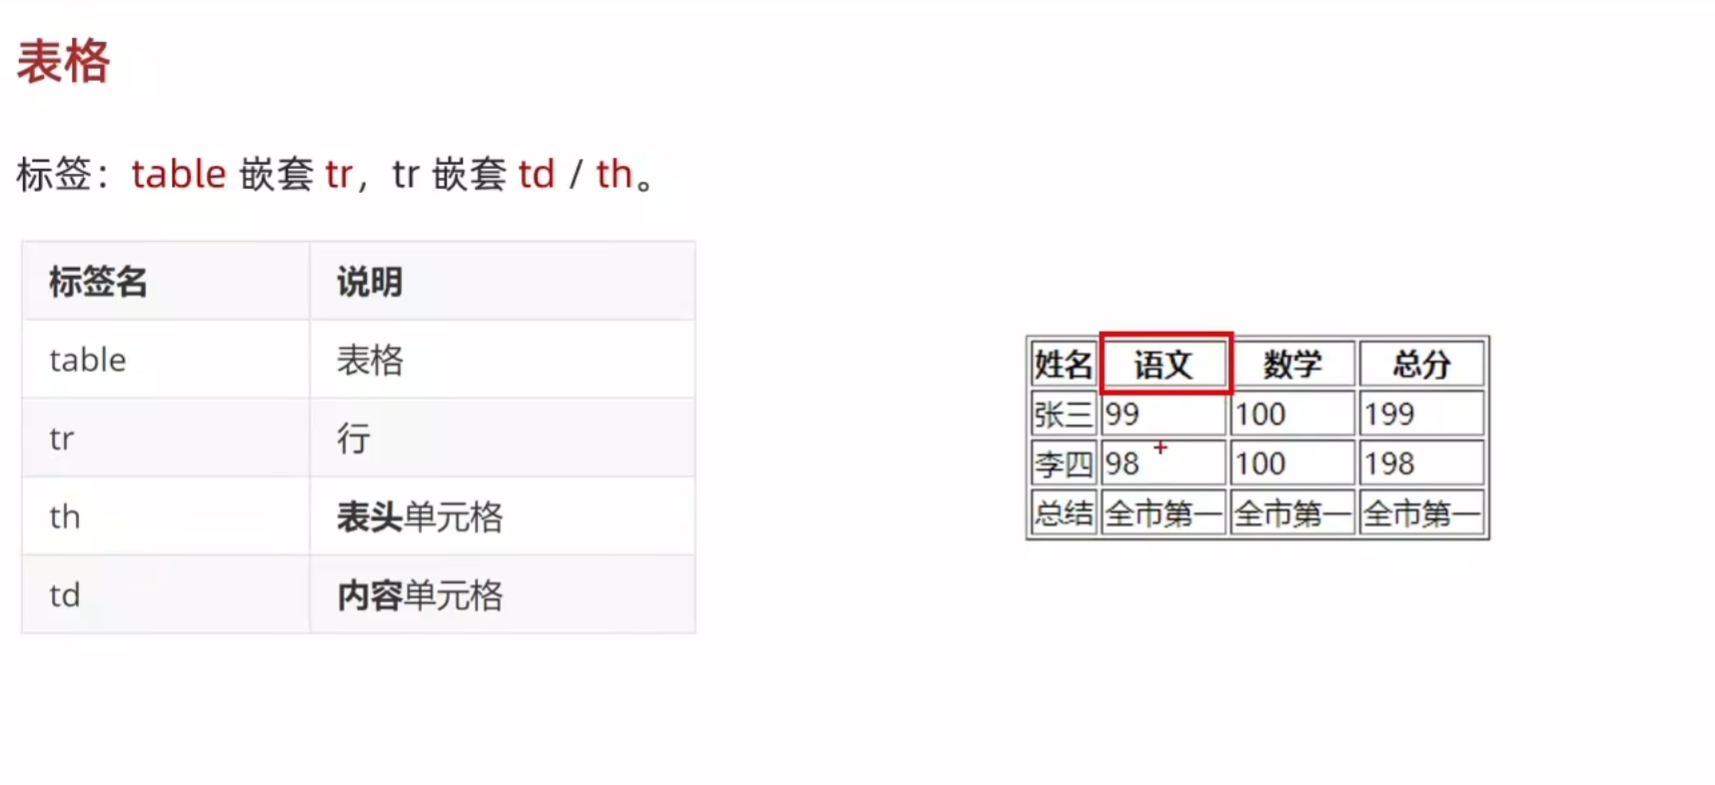 表格
标签：table 嵌套 tr，tr 嵌套 td / th。
标签名 说明
table 表格
tr 行
th 表头单元格
td 内容单元格
姓名 语文 数学 总分
张三 99 100 199
李四 98 100 198
总结 全市第一 全市第一 全市第一